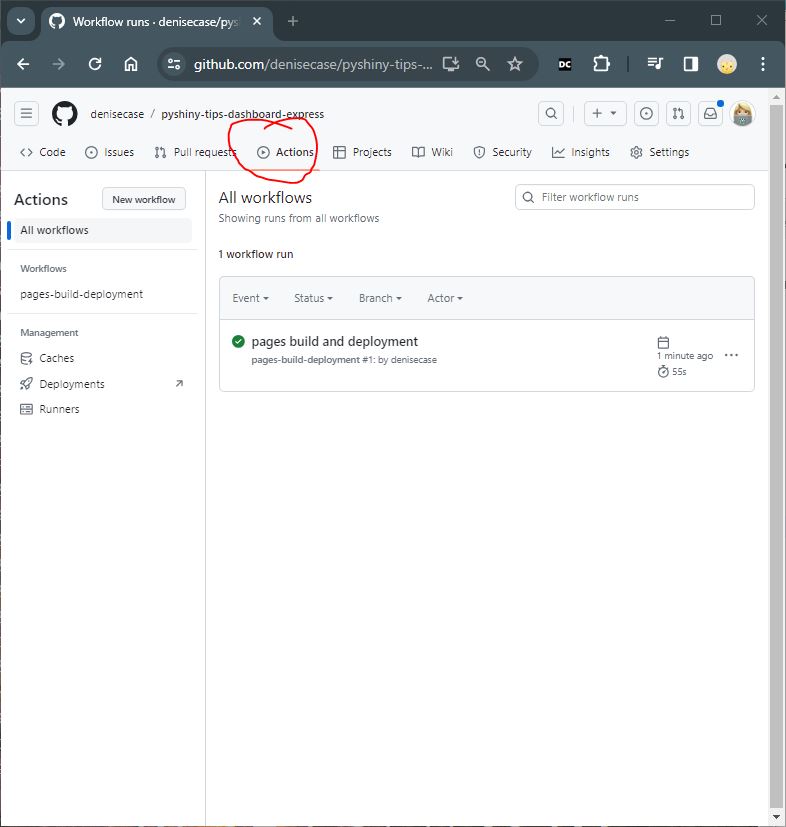 Workflow runs · denisecase/pys
github.com/denisecase/pyshiny-tips-...
DC
denisecase / pyshiny-tips-dashboard-express
Code Issues Pull requests Actions Projects Wiki Security Insights Settings
Actions
New workflow
All workflows
Workflows
pages-build-deployment
Management
Caches
Deployments
Runners
All workflows
Showing runs from all workflows
Filter workflow runs
1 workflow run
Event Status Branch Actor
pages build and deployment
pages-build-deployment #1: by denisecase
1 minute ago
55s